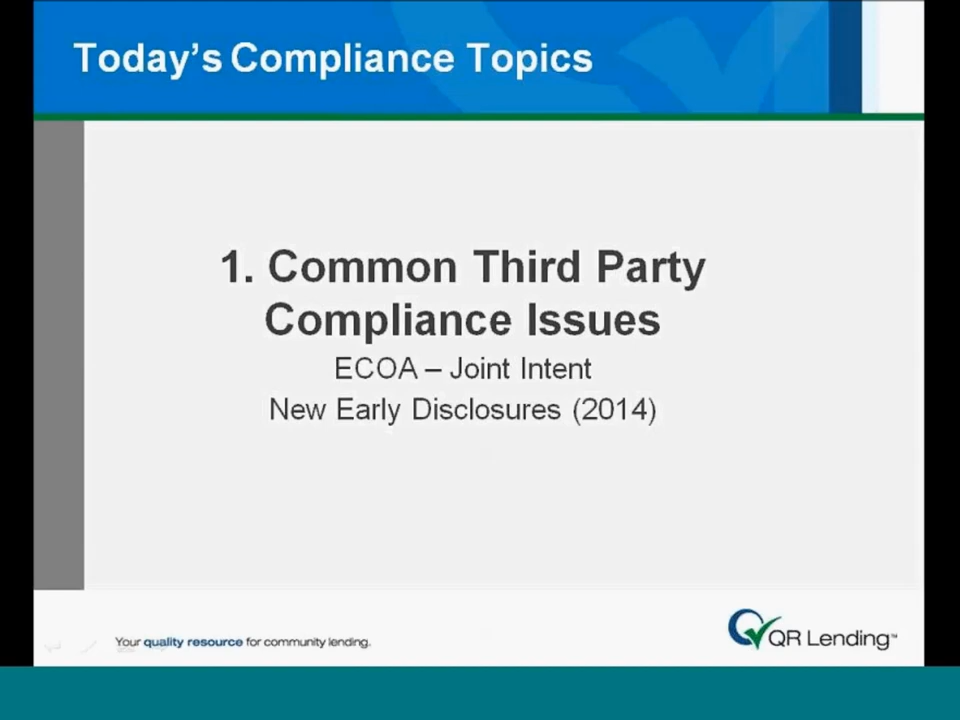 Today's Compliance Topics
1. Common Third Party
Compliance Issues
ECOA – Joint Intent
New Early Disclosures (2014)
Your quality resource for community lending.
QR Lending™